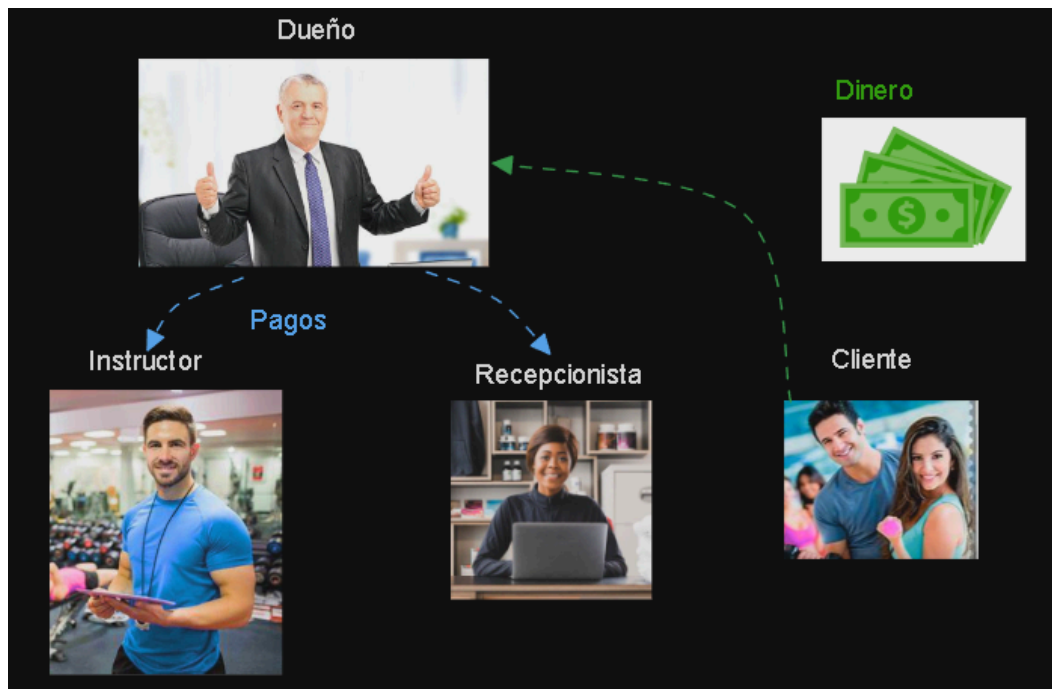 Dueño
Dinero
Pagos
Instructor
Recepcionista
Cliente
$